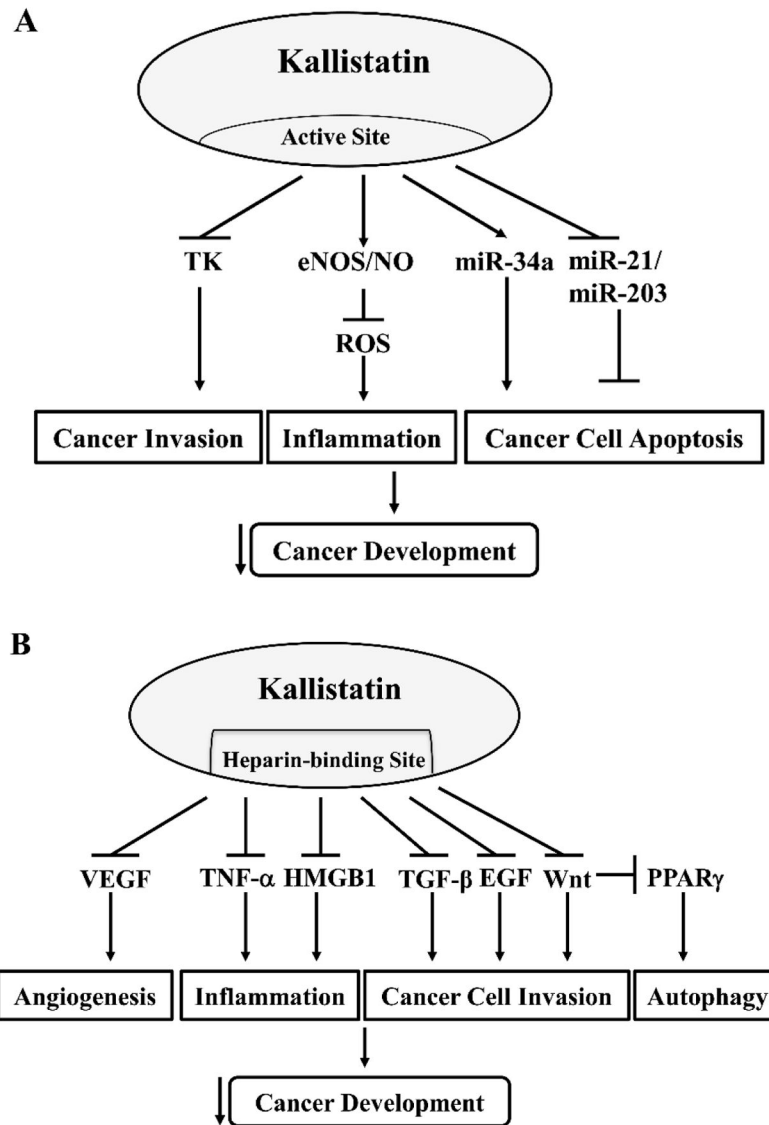 A
Kallistatin
Active Site
TK eNOS/NO miR-34a miR-21/
miR-203
ROS
Cancer Invasion Inflammation Cancer Cell Apoptosis
Cancer Development
B
Kallistatin
Heparin-binding Site
VEGF TNF-α HMGB1 TGF-β EGF Wnt PPARγ
Angiogenesis Inflammation Cancer Cell Invasion Autophagy
Cancer Development